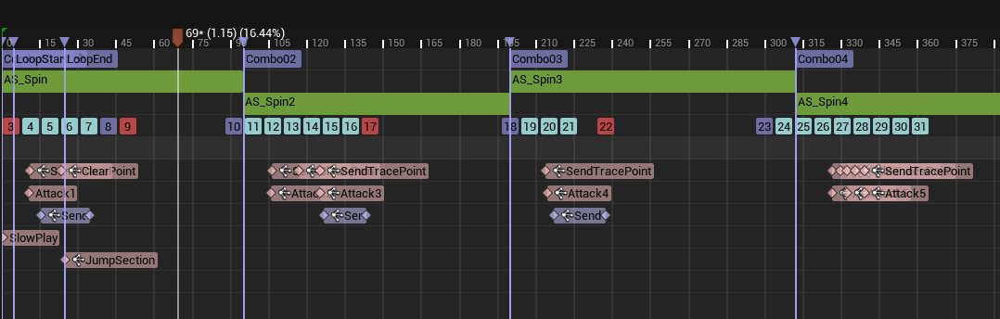 69* (1.15) (16.44%)
0 15 30 45 60 75 90 105 120 135 150 165 180 195 210 225 240 255 270 285 300 315 330 345 360 375
LoopStar LoopEnd Combo02 Combo03 Combo04
AS_Spin AS_Spin3
AS_Spin2 AS_Spin4
3 4 5 6 7 8 9 10 11 12 13 14 15 16 17 18 19 20 21 22 23 24 25 26 27 28 29 30 31
ClearPoint SendTracePoint SendTracePoint SendTracePoint
Attack1 Attac Attack3 Attack4 Attack5
Send Ser Send
SlowPlay
JumpSection